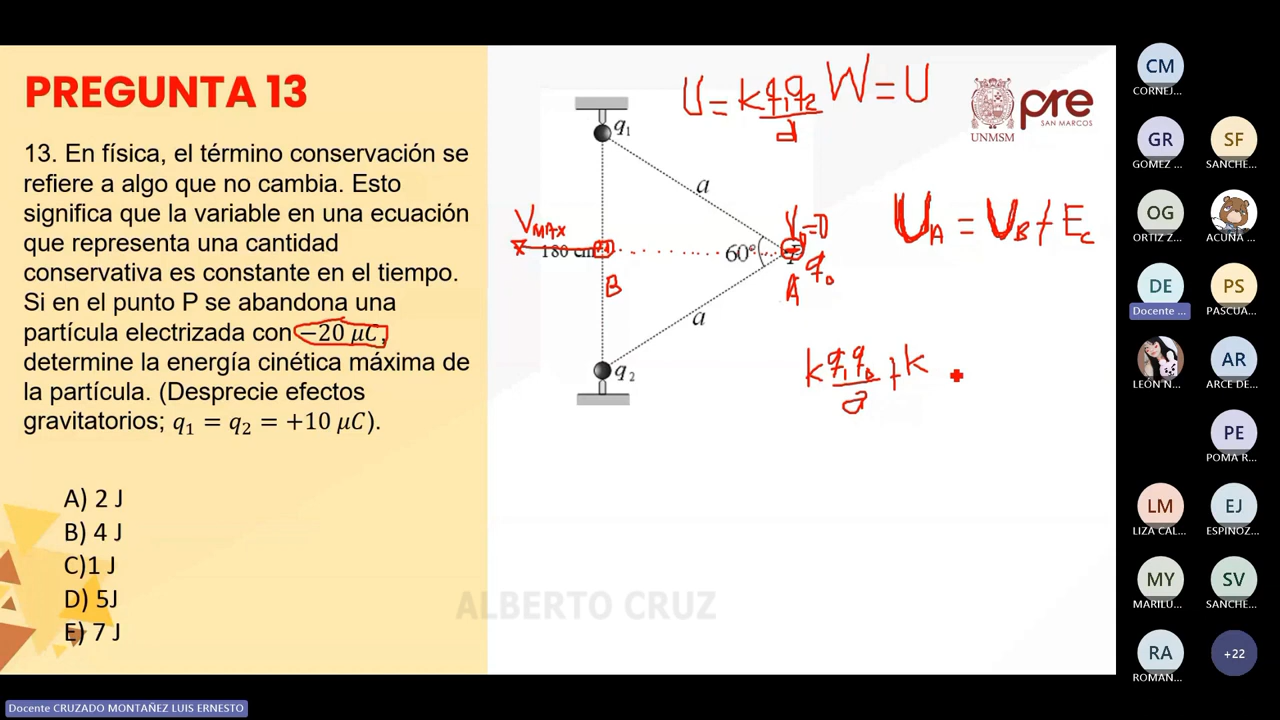 PREGUNTA 13
13. En física, el término conservación se
refiere a algo que no cambia. Esto
significa que la variable en una ecuación
que representa una cantidad
conservativa es constante en el tiempo.
Si en el punto P se abandona una
partícula electrizada con −20 μC,
determine la energía cinética máxima de
la partícula. (Desprecie efectos
gravitatorios; q₁ = q₂ = +10 μC).
A) 2 J
B) 4 J
C)1 J
D) 5J
E) 7 J
U = k q₁q₂/d W = U
q₁
a
V_MAX
180 cm
B
60°
V₀=0
q₀
A
a
q₂
U_A = U_B + E_C
k q₁q₀/a + k
UNMSM
pre
SAN MARCOS
ALBERTO CRUZ
CM
CORNEJ...
GR
GOMEZ ...
SF
SANCHE...
OG
ORTIZ Z...
ACUÑA ...
DE
Docente ...
PS
PASCUA...
LEÓN N...
AR
ARCE DE...
PE
POMA R...
LM
LIZA CAL...
EJ
ESPINOZ...
MY
MARILU...
SV
SANCHE...
RA
ROMAN...
+22
Docente CRUZADO MONTAÑEZ LUIS ERNESTO